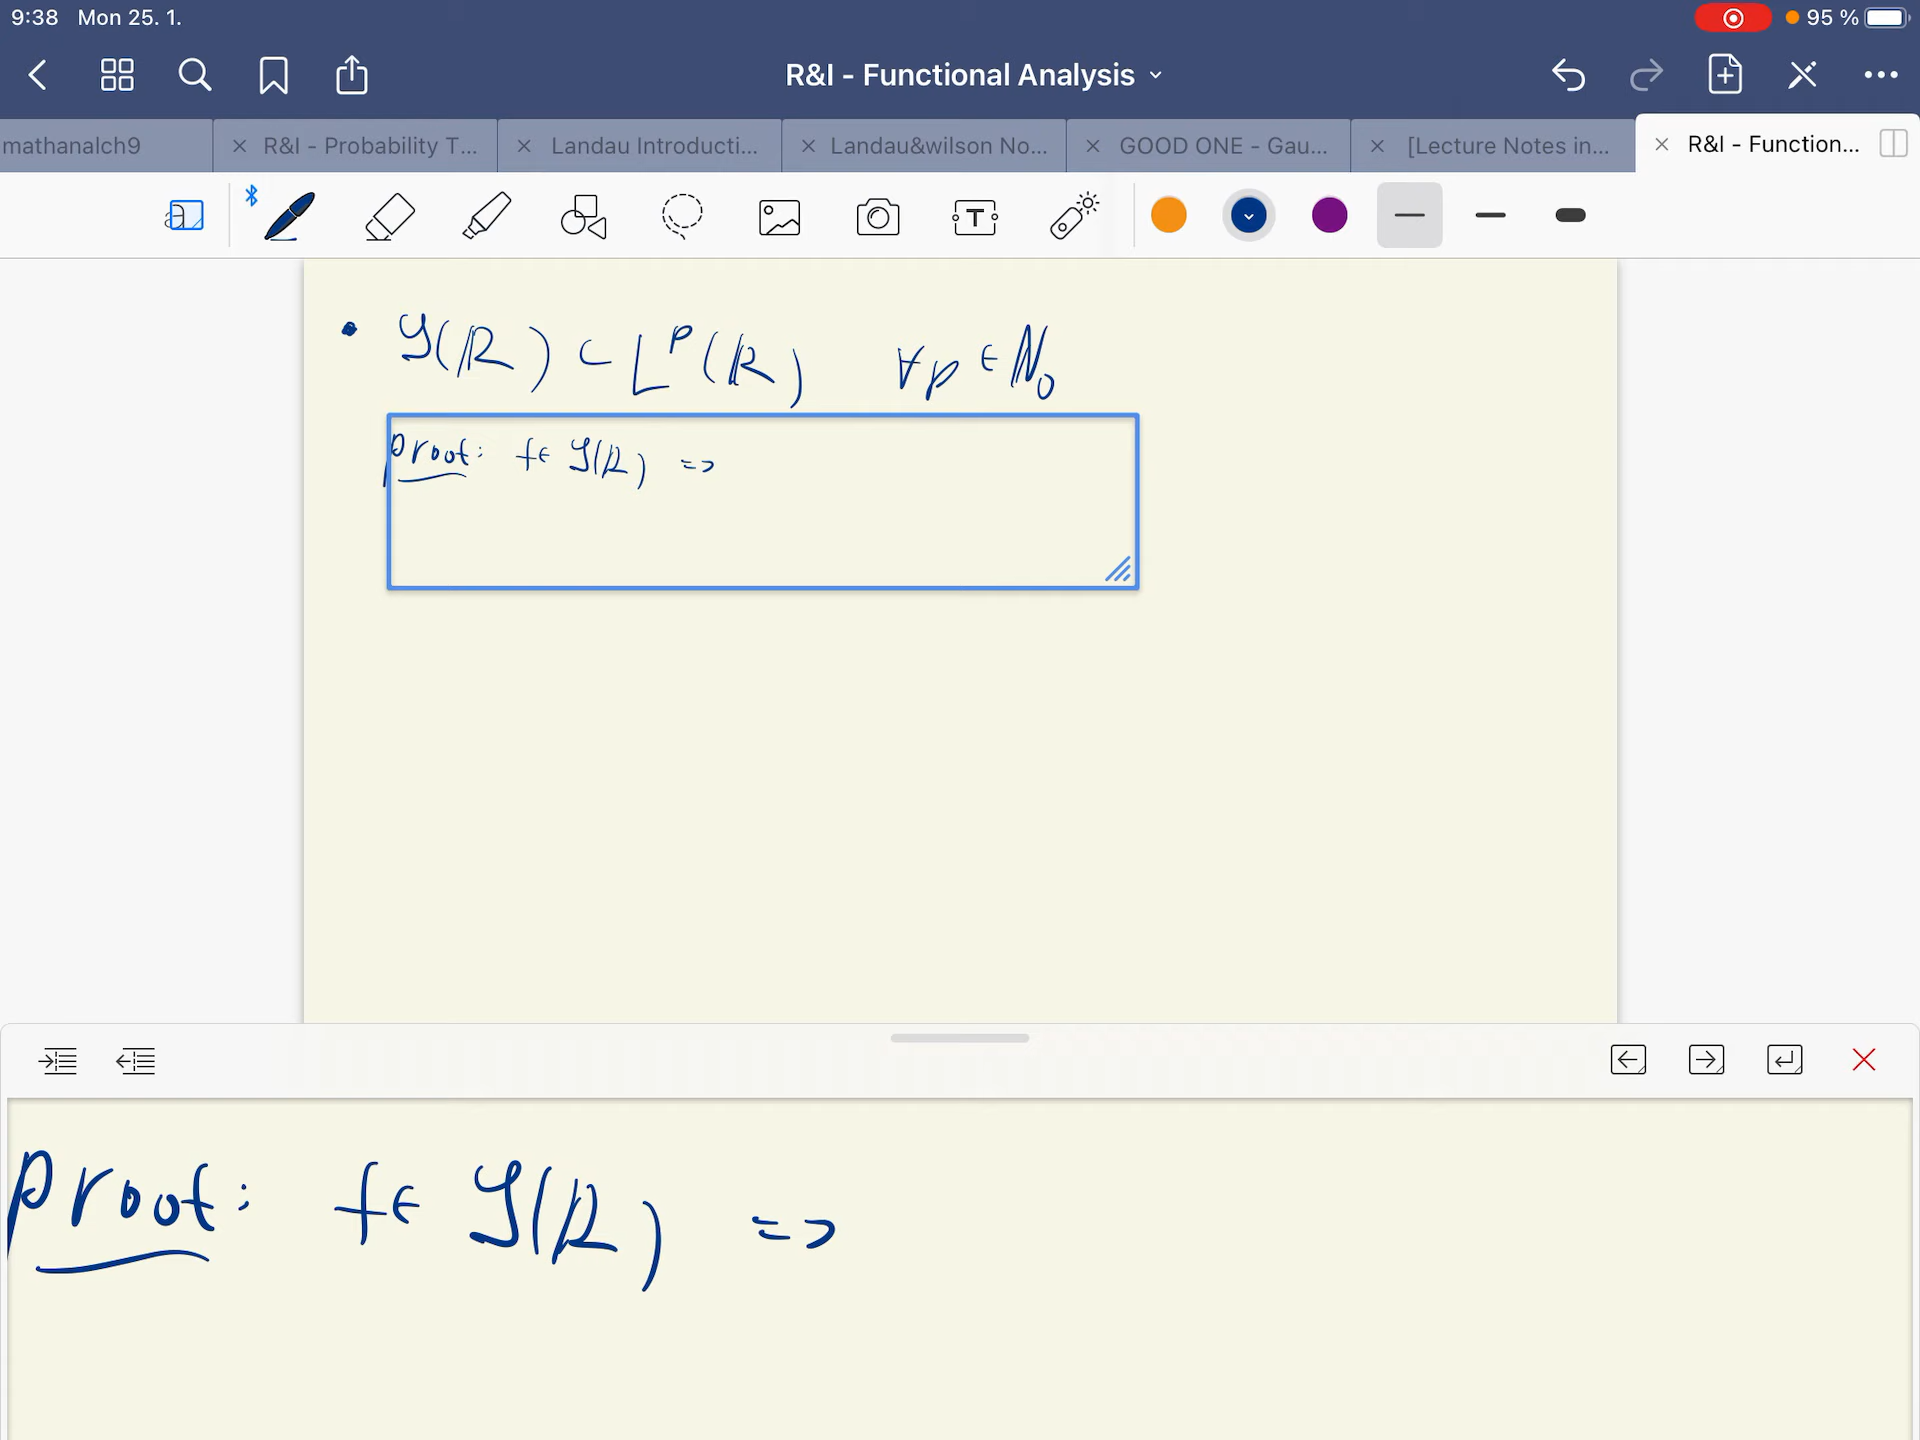 9:38 Mon 25. 1. 95 %
R&I - Functional Analysis
mathanalch9 R&I - Probability T... Landau Introducti... Landau&wilson No... GOOD ONE - Gau... [Lecture Notes in... R&I - Function...
• 𝒮(ℝ) ⊂ L^p(ℝ) ∀p ∈ ℕ₀
proof: f ∈ 𝒮(ℝ) =>
proof: f ∈ 𝒮(ℝ) =>